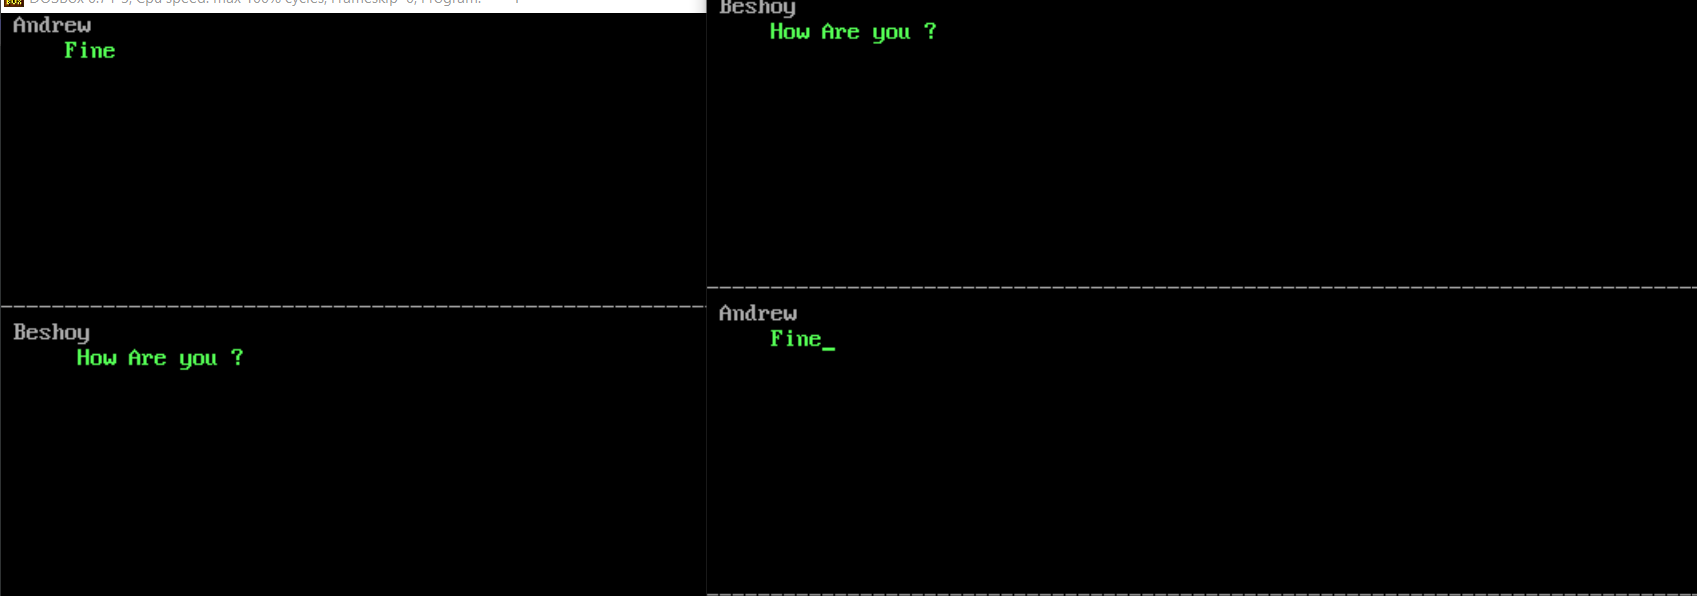 DOSBox 0.74-3, Cpu speed: max 100% cycles, Frameskip 0, Program:
Andrew
Fine
Beshoy
How Are you ?
Beshoy
How Are you ?
Andrew
Fine_